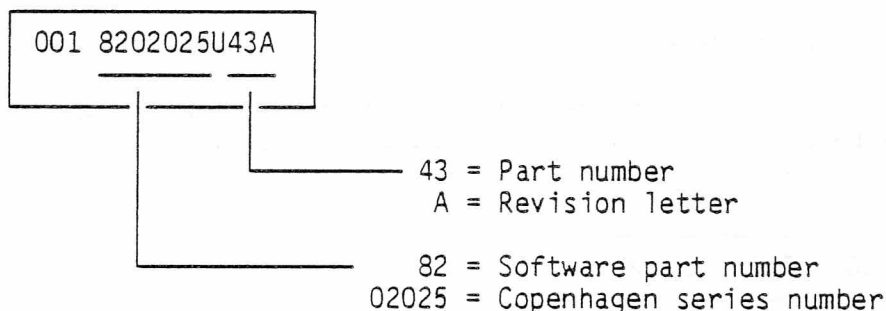 001 8202025U43A
43 = Part number
A = Revision letter
82 = Software part number
02025 = Copenhagen series number